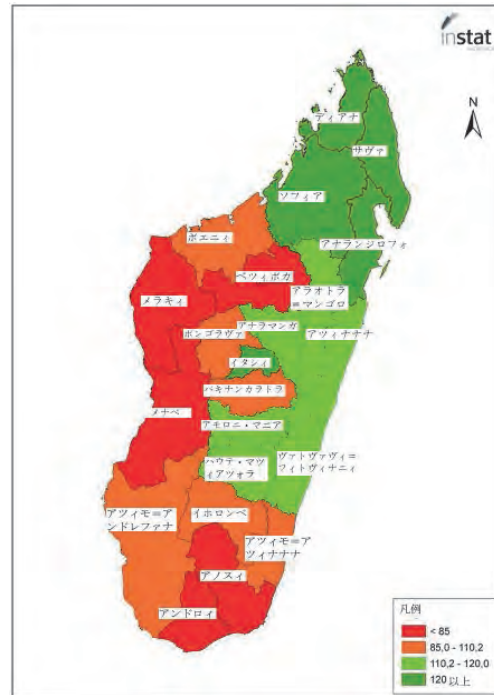 instat
N
ディアナ
サヴァ
ソフィア
アナランジロフィ
ボエニィ
ベツィボカ
アラオトラ
=マンゴロ
メラキィ
アナラマンガ
ボンゴラヴァ
アツィナナナ
イタシィ
バキナンカラトラ
メナベ
アモロニ・マニア
ヴァトヴァヴィ=
フィトヴィナニィ
ハウテ・マツ
ィアツォラ
アツィモ=ア
ンドレファナ
イホロンベ
アツィモ=ア
ツィナナナ
アノスィ
アンドロィ
凡例
< 85
85,0 - 110,2
110,2 - 120,0
120 以上